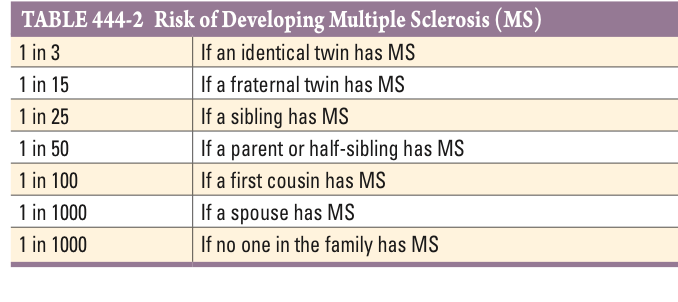 TABLE 444-2 Risk of Developing Multiple Sclerosis (MS)
1 in 3 If an identical twin has MS
1 in 15 If a fraternal twin has MS
1 in 25 If a sibling has MS
1 in 50 If a parent or half-sibling has MS
1 in 100 If a first cousin has MS
1 in 1000 If a spouse has MS
1 in 1000 If no one in the family has MS